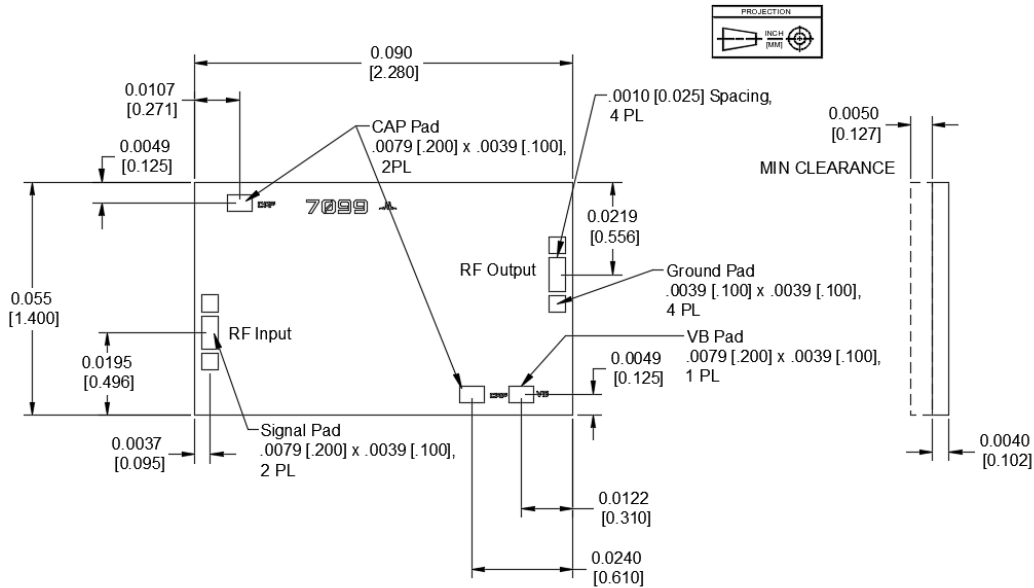 PROJECTION
INCH
[MM]
0.090
[2.280]
0.0107
[0.271]
.0010 [0.025] Spacing,
4 PL
0.0050
[0.127]
CAP Pad
.0079 [.200] x .0039 [.100],
2PL
0.0049
[0.125]
MIN CLEARANCE
CAP
7099
0.0219
[0.556]
RF Output
Ground Pad
.0039 [.100] x .0039 [.100],
4 PL
0.055
[1.400]
RF Input
VB Pad
.0079 [.200] x .0039 [.100],
1 PL
0.0195
[0.496]
0.0049
[0.125]
CAP
VB
Signal Pad
.0079 [.200] x .0039 [.100],
2 PL
0.0037
[0.095]
0.0040
[0.102]
0.0122
[0.310]
0.0240
[0.610]